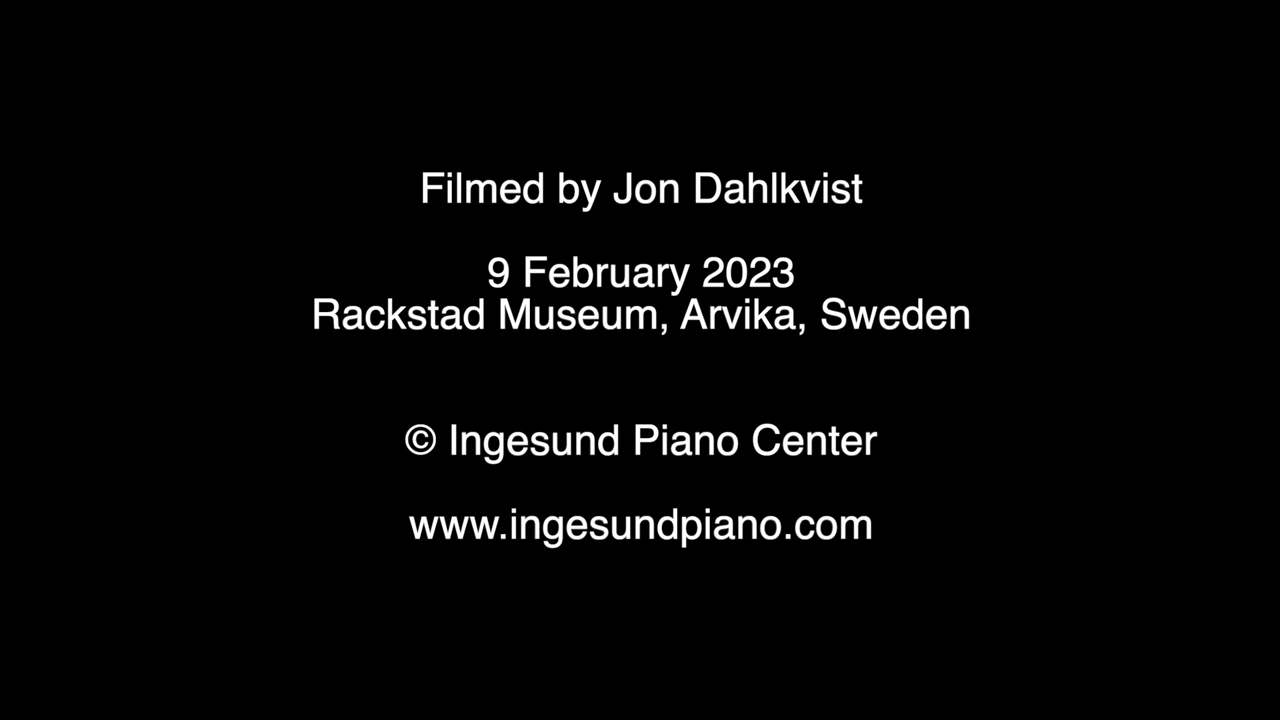 Filmed by Jon Dahlkvist
9 February 2023
Rackstad Museum, Arvika, Sweden
© Ingesund Piano Center
www.ingesundpiano.com